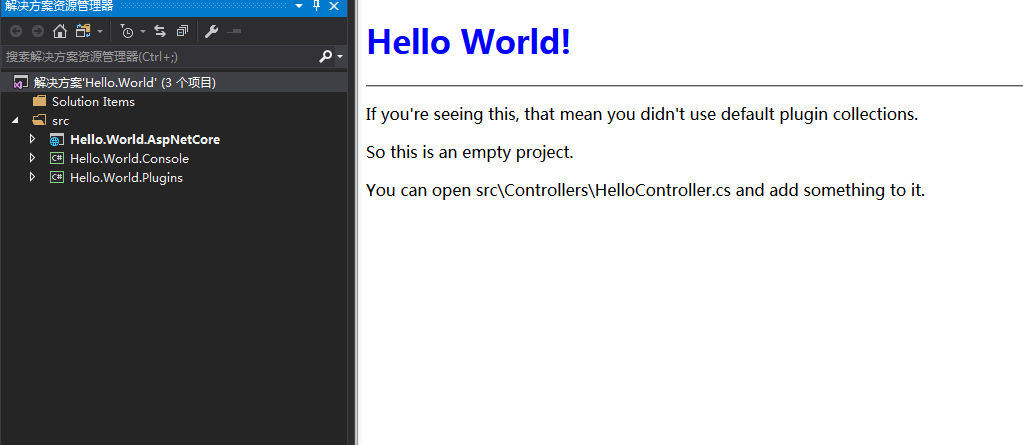 解决方案资源管理器
搜索解决方案资源管理器(Ctrl+;)
解决方案'Hello.World' (3 个项目)
Solution Items
src
Hello.World.AspNetCore
C# Hello.World.Console
C# Hello.World.Plugins
Hello World!
If you're seeing this, that mean you didn't use default plugin collections.
So this is an empty project.
You can open src\Controllers\HelloController.cs and add something to it.